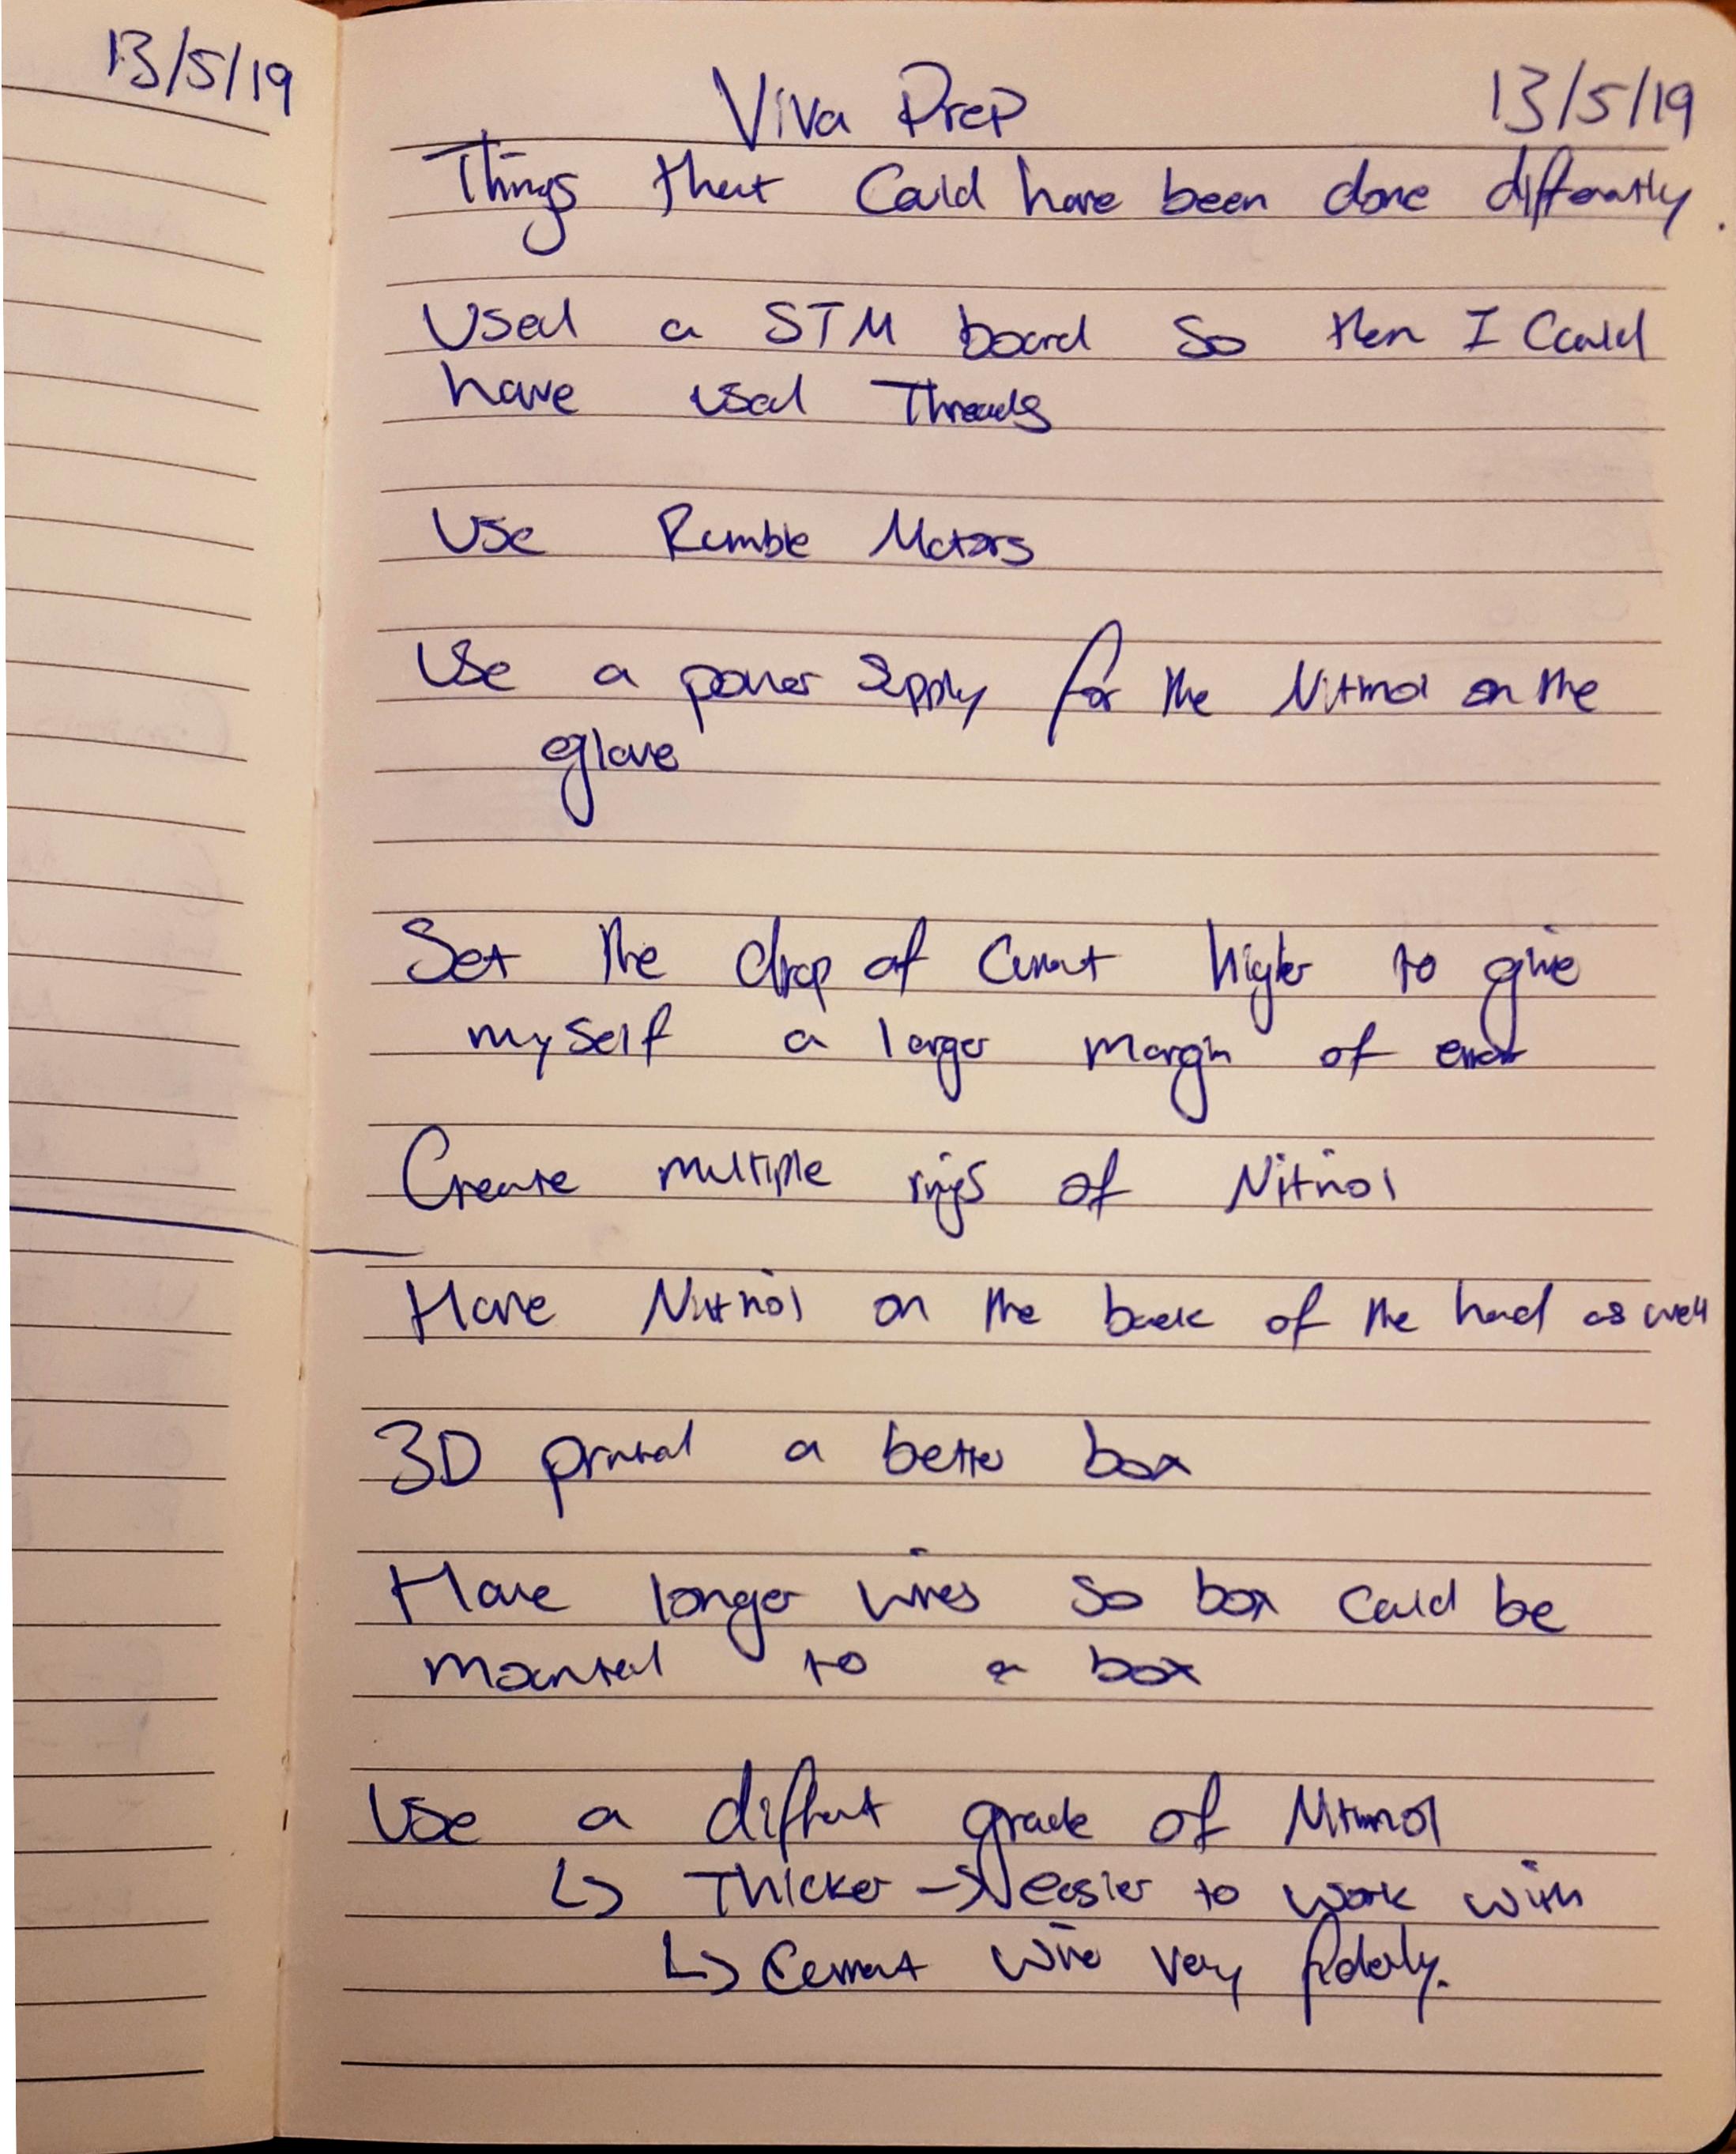 13/5/19
Viva Prep 13/5/19
Things that Could have been done differently.
Used a STM board so then I Could
have used Threads
Use Rumble Motors
Use a power Supply for the Nitinol on the
glove
Set the drop of Current higher to give
myself a larger margin of error
Create multiple rings of Nitinol
Have Nitinol on the back of the hand as well
3D printed a better box
Have longer wires so box could be
mounted to a box
Use a different grade of Nitinol
↳ Thicker → easier to work with
↳ Current wire very fiderly.